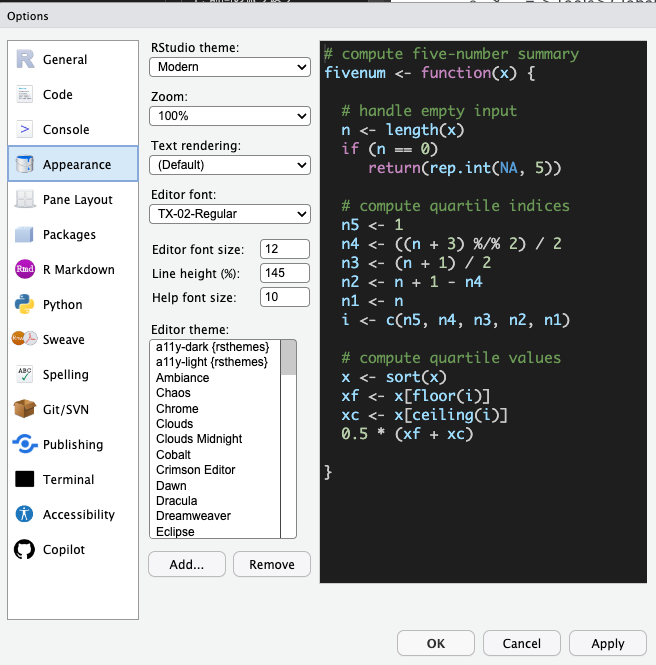 Options
General
Code
Console
Appearance
Pane Layout
Packages
Rmd
R Markdown
Python
Sweave
ABC
Spelling
Git/SVN
Publishing
Terminal
Accessibility
Copilot
RStudio theme:
Modern
Zoom:
100%
Text rendering:
(Default)
Editor font:
TX-02-Regular
Editor font size: 12
Line height (%): 145
Help font size: 10
Editor theme:
a11y-dark {rsthemes}
a11y-light {rsthemes}
Ambiance
Chaos
Chrome
Clouds
Clouds Midnight
Cobalt
Crimson Editor
Dawn
Dracula
Dreamweaver
Eclipse
Add...
Remove
# compute five-number summary
fivenum <- function(x) {
# handle empty input
n <- length(x)
if (n == 0)
return(rep.int(NA, 5))
# compute quartile indices
n5 <- 1
n4 <- ((n + 3) %/% 2) / 2
n3 <- (n + 1) / 2
n2 <- n + 1 - n4
n1 <- n
i <- c(n5, n4, n3, n2, n1)
# compute quartile values
x <- sort(x)
xf <- x[floor(i)]
xc <- x[ceiling(i)]
0.5 * (xf + xc)
}
OK
Cancel
Apply